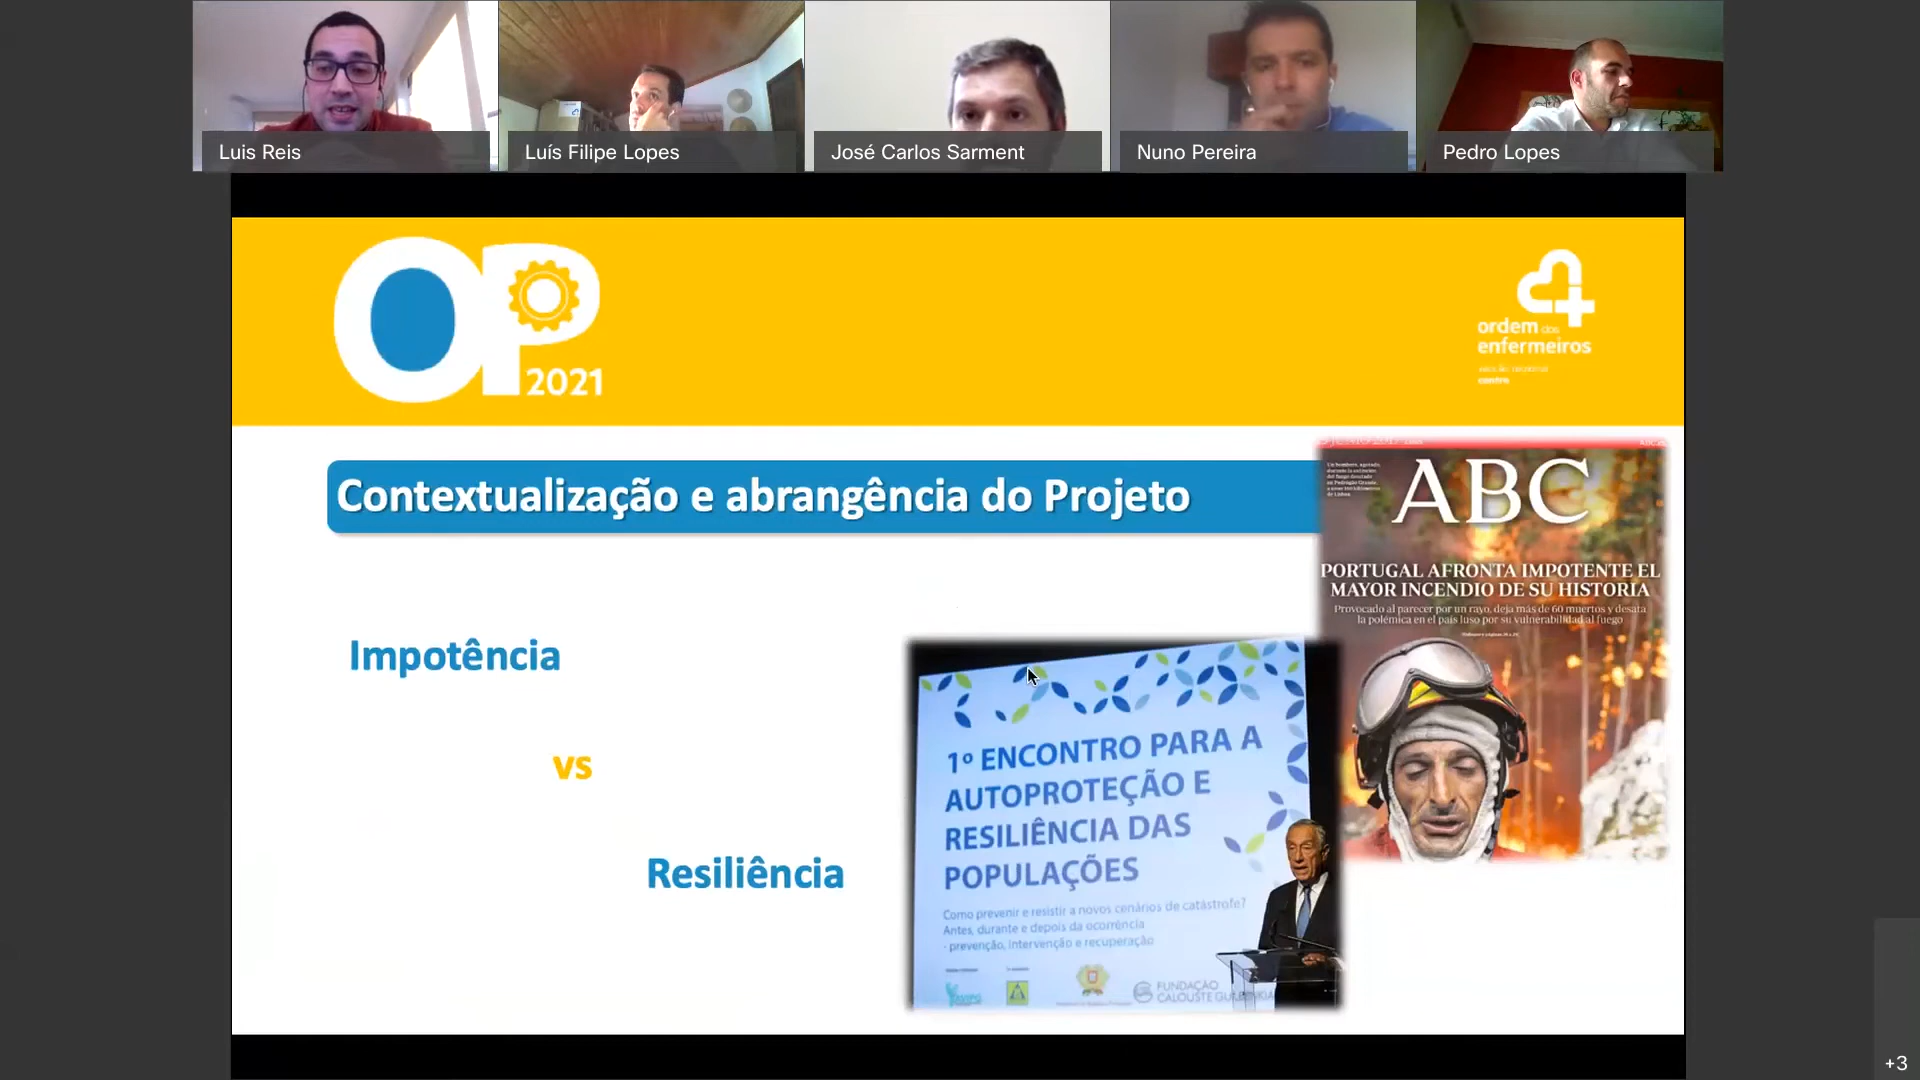 Luis Reis
Luís Filipe Lopes
José Carlos Sarment
Nuno Pereira
Pedro Lopes
OP
2021
ordem dos
enfermeiros
centro
Contextualização e abrangência do Projeto
ABC
PORTUGAL AFRONTA IMPOTENTE EL
MAYOR INCENDIO DE SU HISTORIA
Provocado al parecer por un rayo, deja más de 60 muertos y desata
la polémica en el país luso por su vulnerabilidad al fuego
Impotência
vs
Resiliência
1º ENCONTRO PARA A
AUTOPROTEÇÃO E
RESILIÊNCIA DAS
POPULAÇÕES
Como prevenir e resistir a novos cenários de catástrofe?
Antes, durante e depois da ocorrência
- prevenção, intervenção e recuperação
FUNDAÇÃO
CALOUSTE GULBENKIAN
+3